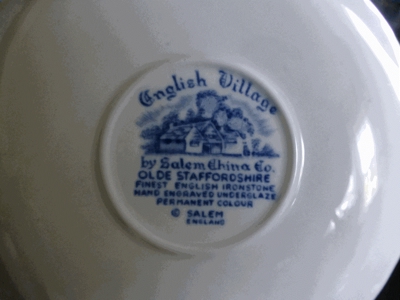 English Village
by Salem China Co.
OLDE STAFFORDSHIRE
FINEST ENGLISH IRONSTONE
HAND ENGRAVED UNDERGLAZE
PERMANENT COLOUR
© SALEM
ENGLAND